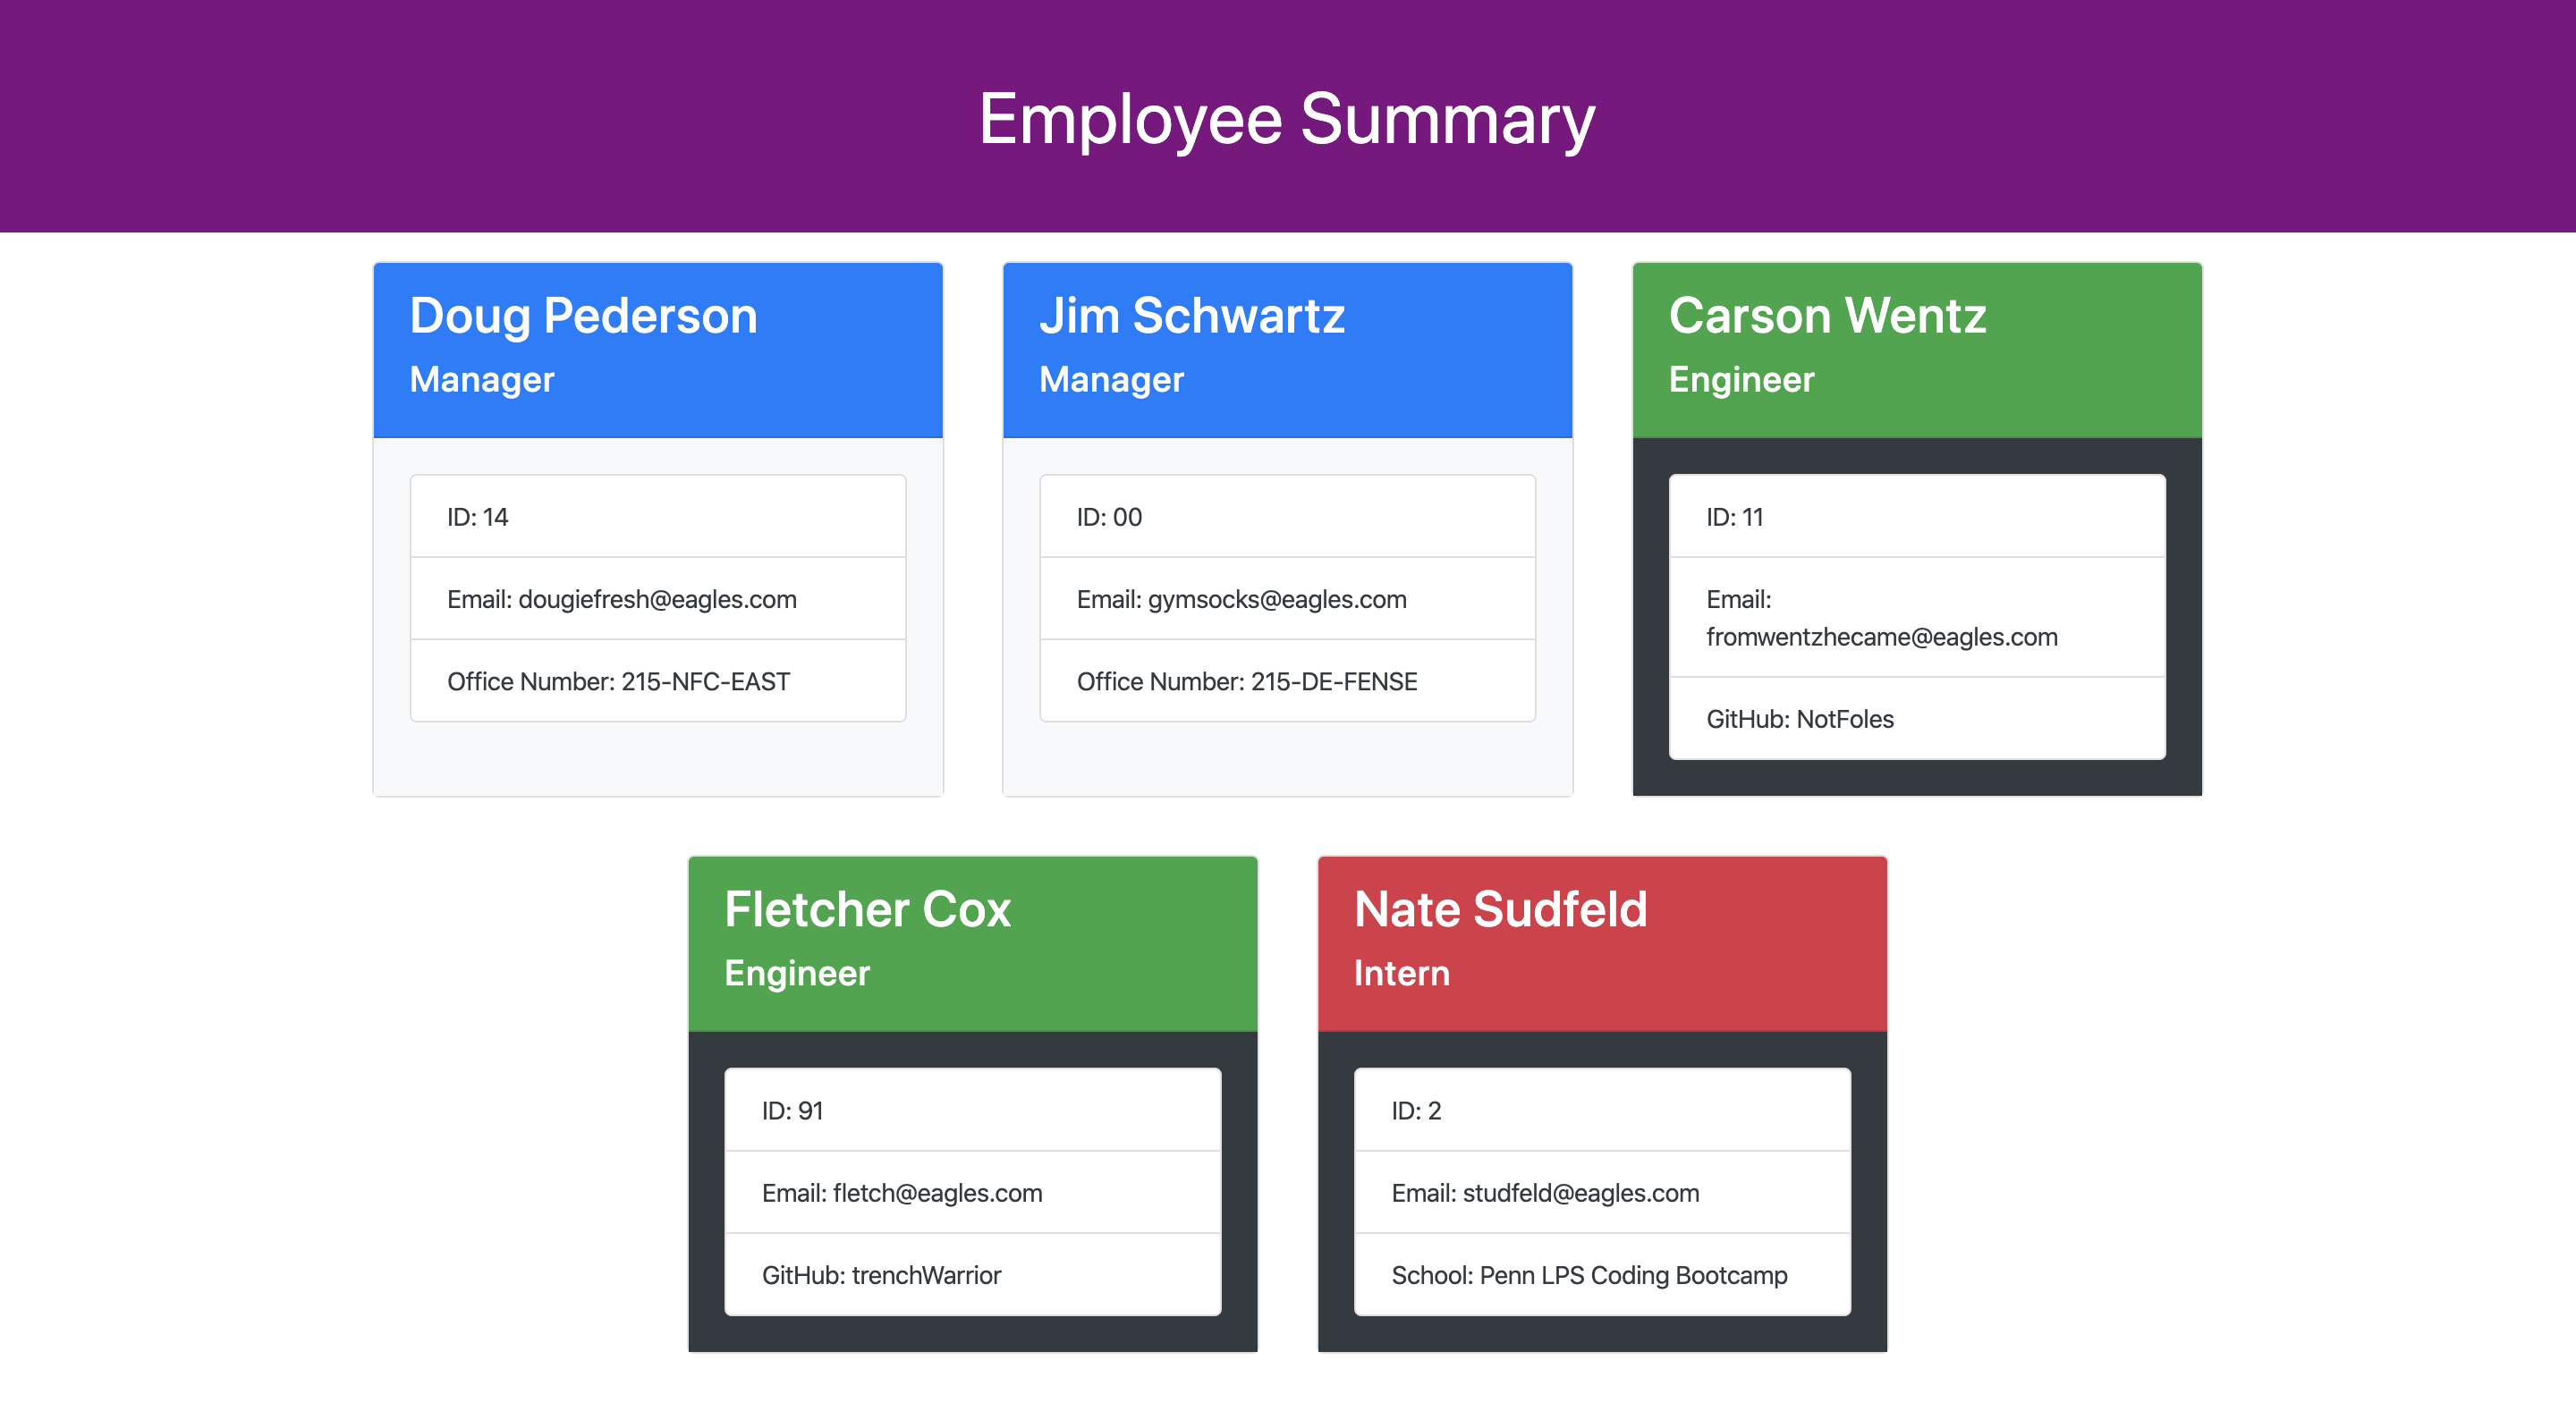 Employee Summary
Doug Pederson
Manager
ID: 14
Email: dougiefresh@eagles.com
Office Number: 215-NFC-EAST
Jim Schwartz
Manager
ID: 00
Email: gymsocks@eagles.com
Office Number: 215-DE-FENSE
Carson Wentz
Engineer
ID: 11
Email:
fromwentzhecame@eagles.com
GitHub: NotFoles
Fletcher Cox
Engineer
ID: 91
Email: fletch@eagles.com
GitHub: trenchWarrior
Nate Sudfeld
Intern
ID: 2
Email: studfeld@eagles.com
School: Penn LPS Coding Bootcamp